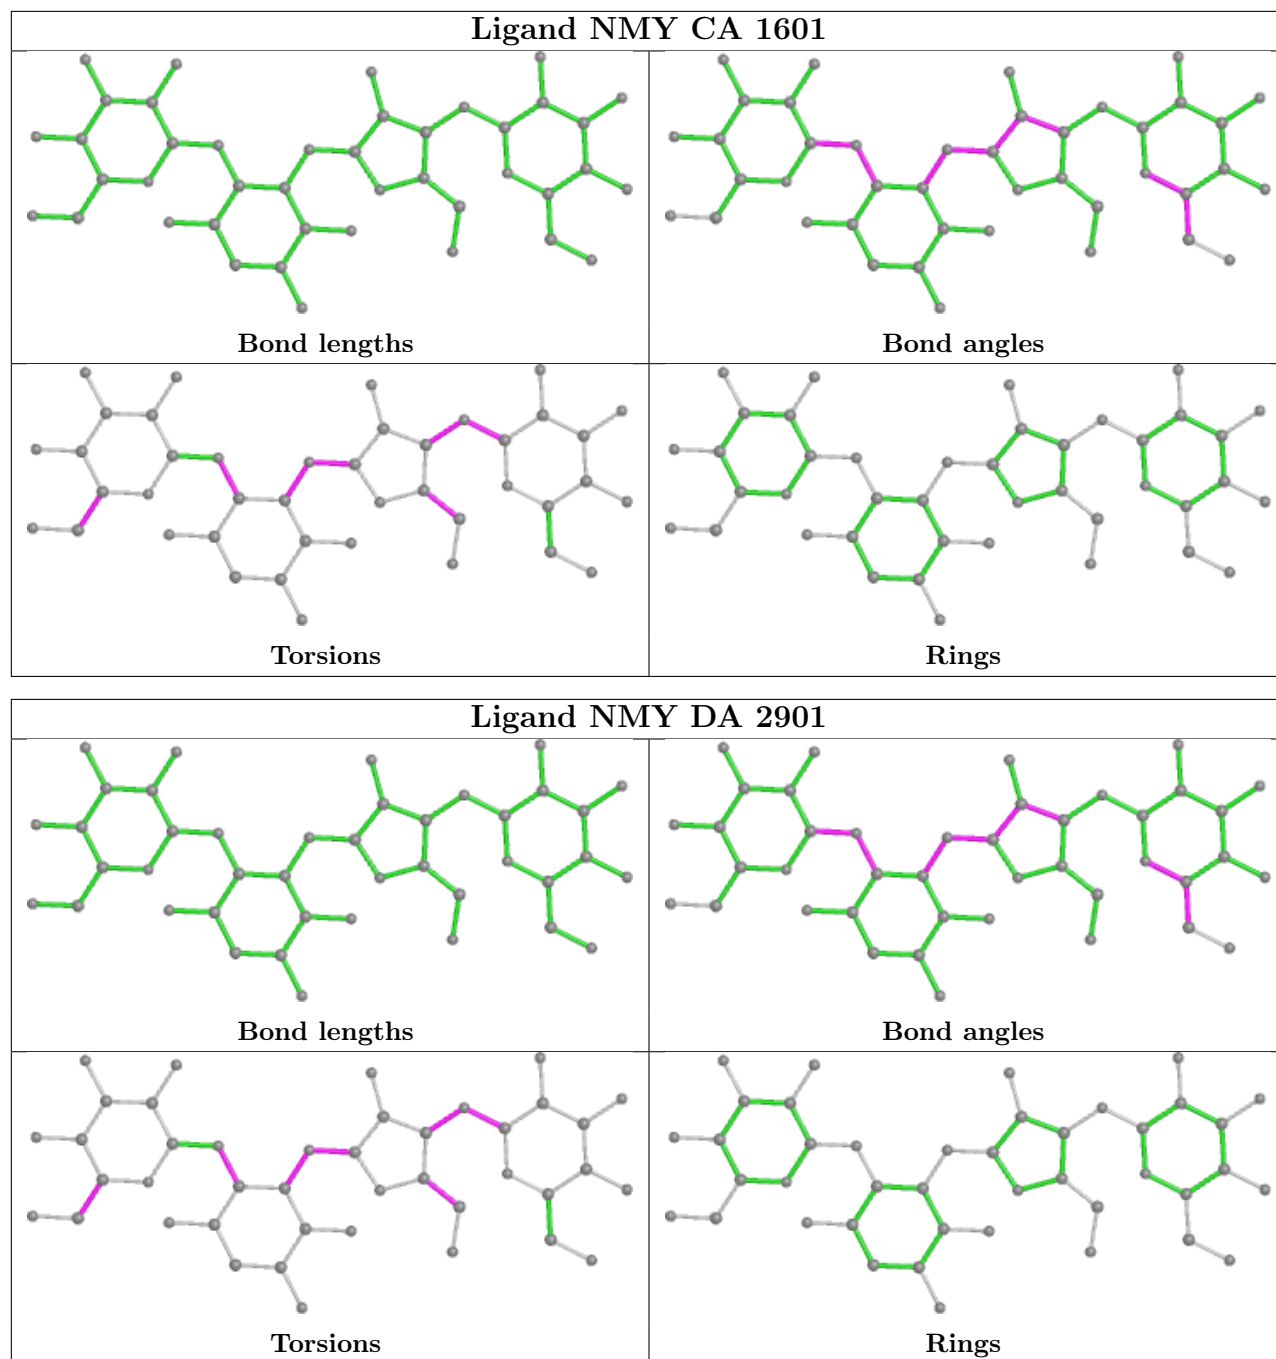 Ligand NMY CA 1601
Bond lengths
Bond angles
Torsions
Rings
Ligand NMY DA 2901
Bond lengths
Bond angles
Torsions
Rings